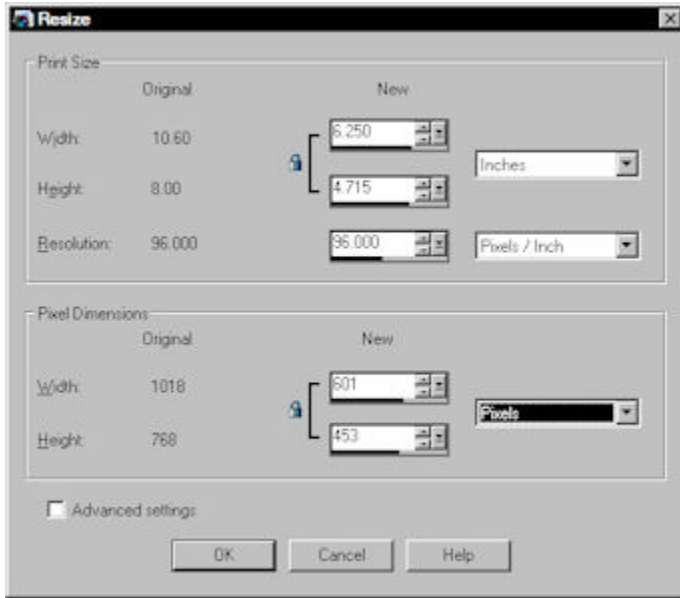 Resize
Print Size
Original New
Width: 10.60 6.250
Inches
Height: 8.00 4.715
Resolution: 96.000 96.000 Pixels / Inch
Pixel Dimensions
Original New
Width: 1018 601
Pixels
Height: 768 453
Advanced settings
OK Cancel Help